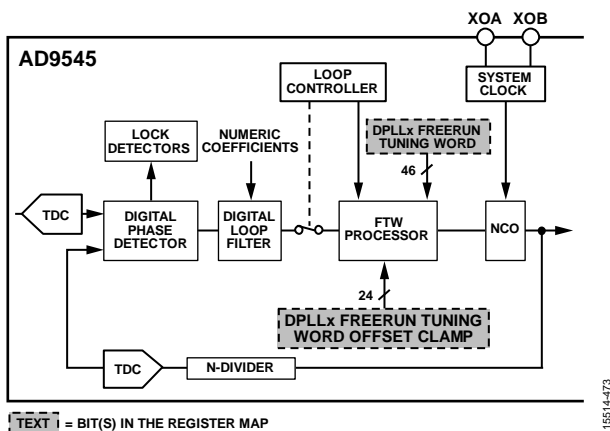 XOA XOB
AD9545
LOOP
CONTROLLER
SYSTEM
CLOCK
LOCK
DETECTORS
NUMERIC
COEFFICIENTS
DPLLx FREERUN
TUNING WORD
46
TDC
DIGITAL
PHASE
DETECTOR
DIGITAL
LOOP
FILTER
FTW
PROCESSOR
NCO
24
DPLLx FREERUN TUNING
WORD OFFSET CLAMP
TDC
N-DIVIDER
TEXT = BIT(S) IN THE REGISTER MAP
15514-473